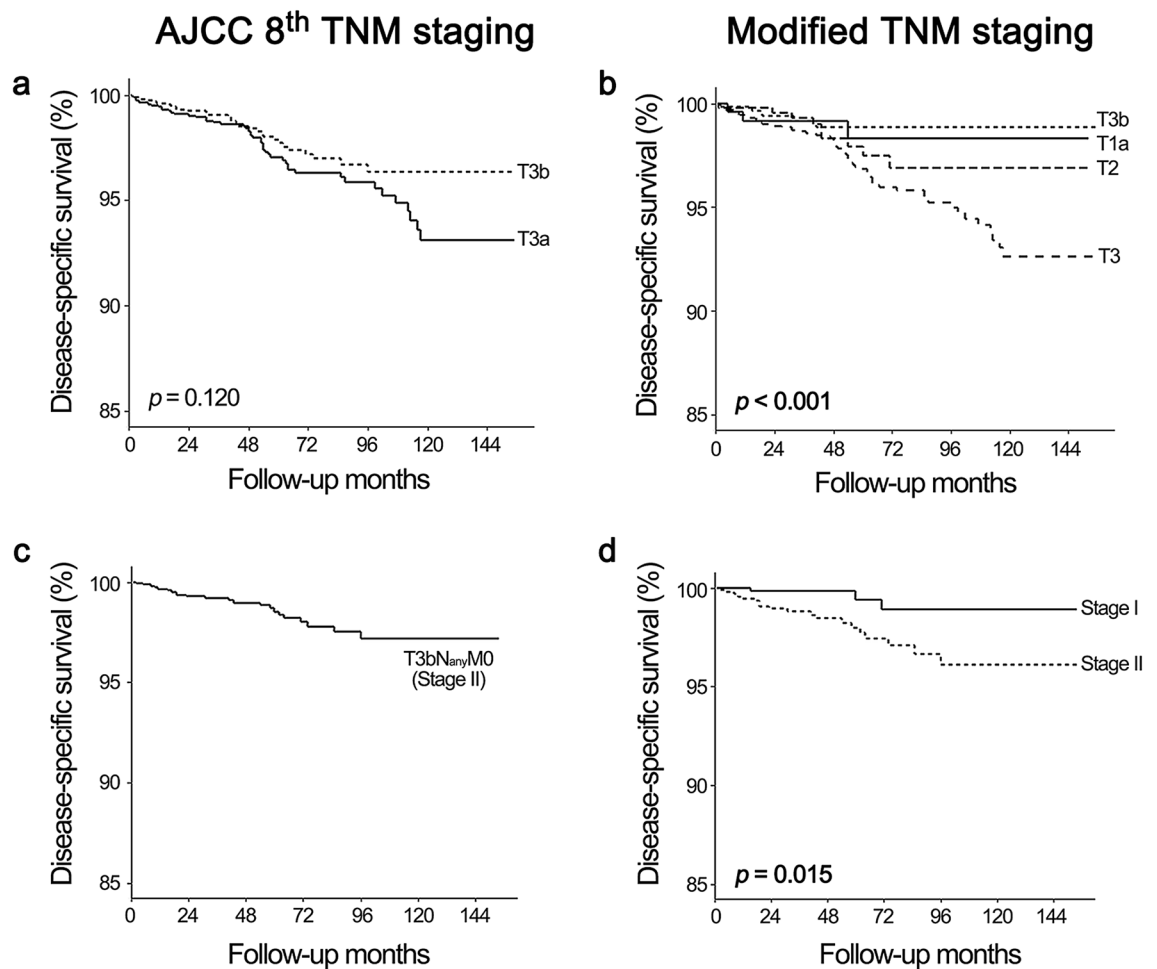 AJCC 8th TNM staging
Modified TNM staging
a
Disease-specific survival (%)
100
95
90
85
T3b
T3a
p = 0.120
0 24 48 72 96 120 144
Follow-up months
b
Disease-specific survival (%)
100
95
90
85
T3b
T1a
T2
T3
p < 0.001
0 24 48 72 96 120 144
Follow-up months
c
Disease-specific survival (%)
100
95
90
85
T3bNanyM0
(Stage II)
0 24 48 72 96 120 144
Follow-up months
d
Disease-specific survival (%)
100
95
90
85
Stage I
Stage II
p = 0.015
0 24 48 72 96 120 144
Follow-up months